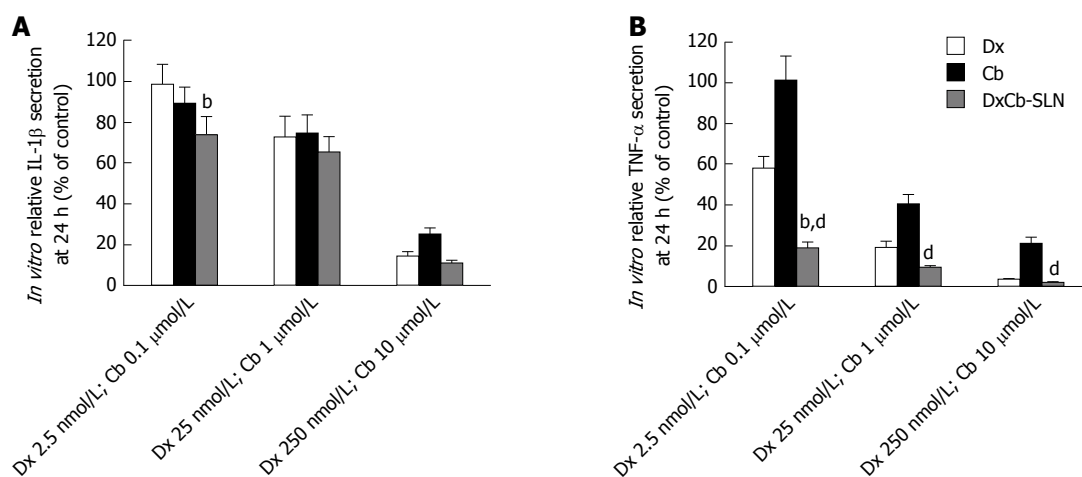 A
In vitro relative IL-1β secretion
at 24 h (% of control)
120
100
80
60
40
20
0
b
Dx 2.5 nmol/L; Cb 0.1 μmol/L
Dx 25 nmol/L; Cb 1 μmol/L
Dx 250 nmol/L; Cb 10 μmol/L
B
In vitro relative TNF-α secretion
at 24 h (% of control)
120
100
80
60
40
20
0
Dx
Cb
DxCb-SLN
b,d
d
d
Dx 2.5 nmol/L; Cb 0.1 μmol/L
Dx 25 nmol/L; Cb 1 μmol/L
Dx 250 nmol/L; Cb 10 μmol/L